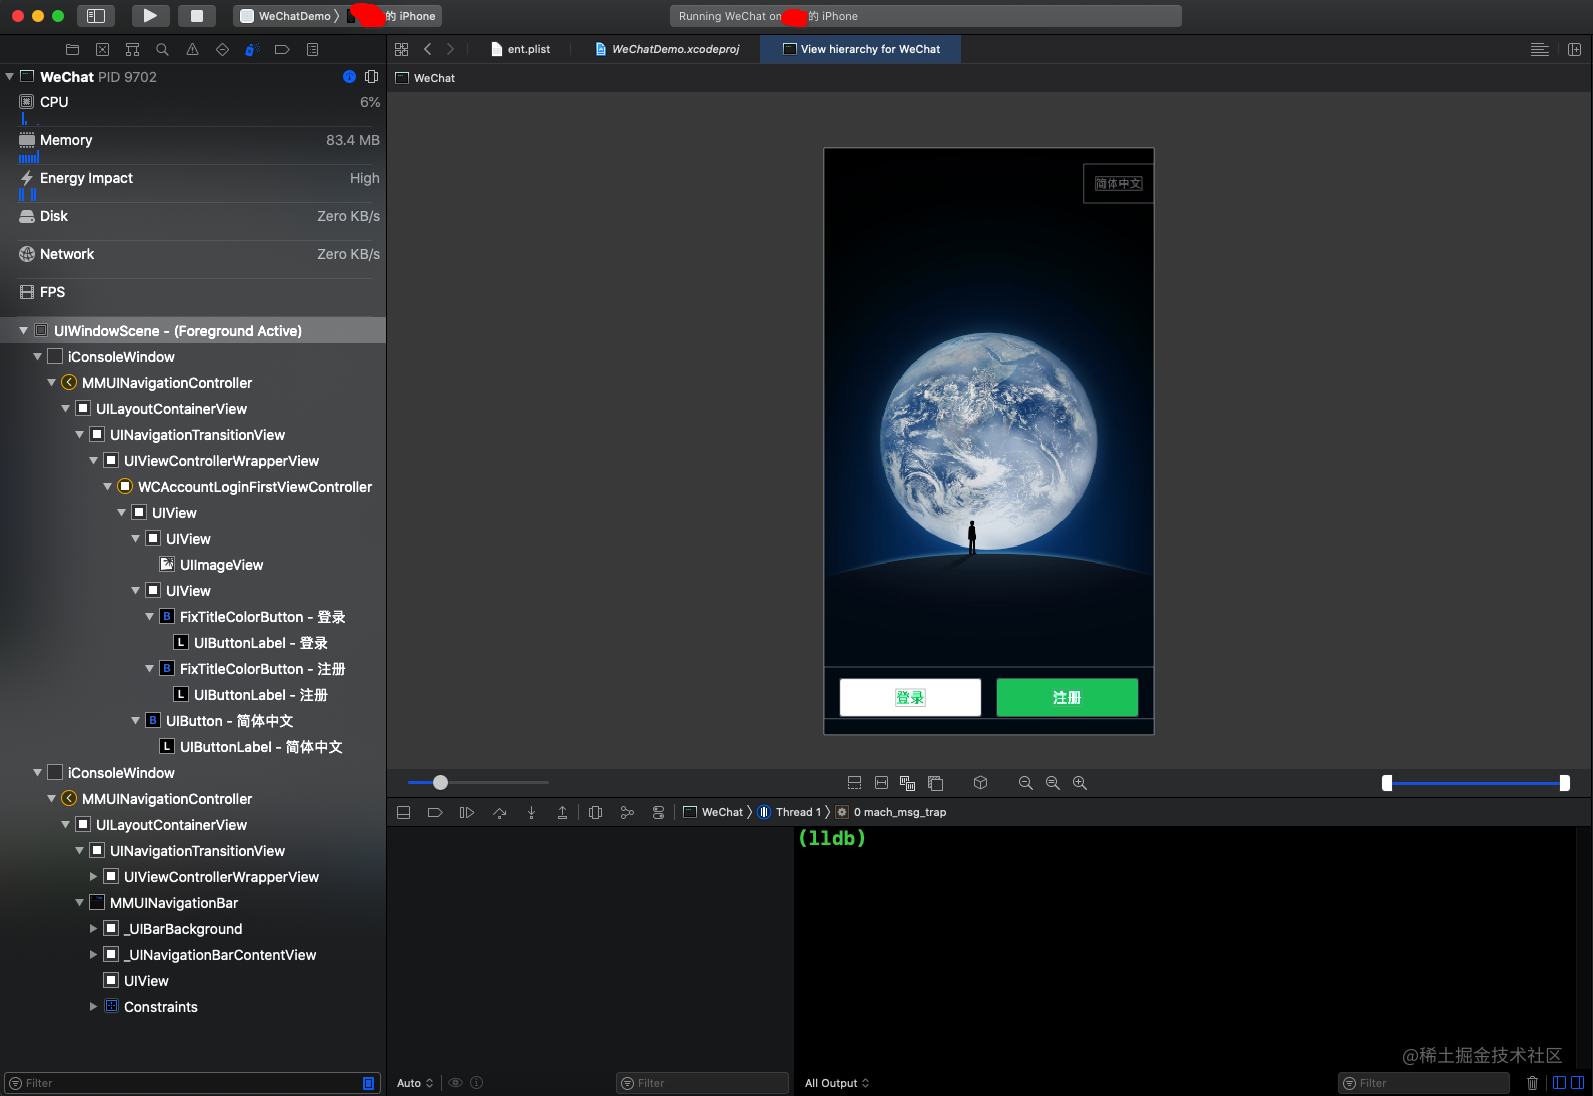 WeChatDemo 〉 的 iPhone
Running WeChat on 的 iPhone
ent.plist
WeChatDemo.xcodeproj
View hierarchy for WeChat
WeChat PID 9702
WeChat
CPU 6%
Memory 83.4 MB
Energy Impact High
Disk Zero KB/s
Network Zero KB/s
FPS
UIWindowScene - (Foreground Active)
iConsoleWindow
MMUINavigationController
UILayoutContainerView
UINavigationTransitionView
UIViewControllerWrapperView
WCAccountLoginFirstViewController
UIView
UIView
UIImageView
UIView
B FixTitleColorButton - 登录
L UIButtonLabel - 登录
B FixTitleColorButton - 注册
L UIButtonLabel - 注册
B UIButton - 简体中文
L UIButtonLabel - 简体中文
iConsoleWindow
MMUINavigationController
UILayoutContainerView
UINavigationTransitionView
UIViewControllerWrapperView
MMUINavigationBar
_UIBarBackground
_UINavigationBarContentView
UIView
Constraints
Filter
简体中文
登录 注册
WeChat 〉 Thread 1 〉 0 mach_msg_trap
(lldb)
Auto
Filter
All Output
Filter
@稀土掘金技术社区